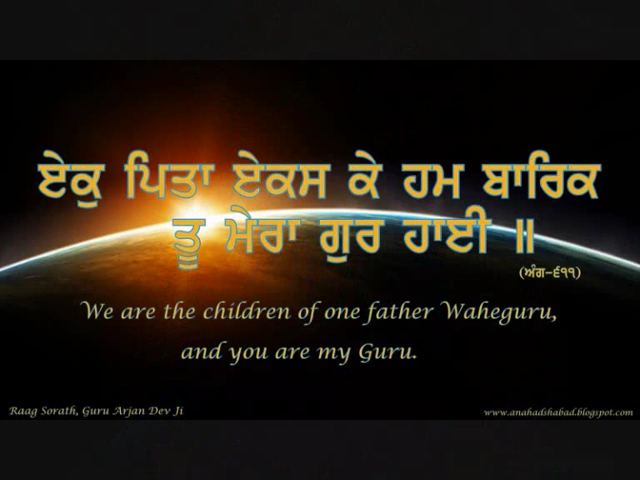 ਏਕੁ ਪਿਤਾ ਏਕਸ ਕੇ ਹਮ ਬਾਰਿਕ
ਤੂ ਮੇਰਾ ਗੁਰ ਹਾਈ ॥
(ਅੰਗ-੬੧੧)
We are the children of one father Waheguru,
and you are my Guru.
Raag Sorath, Guru Arjan Dev Ji
www.anahadshabad.blogspot.com